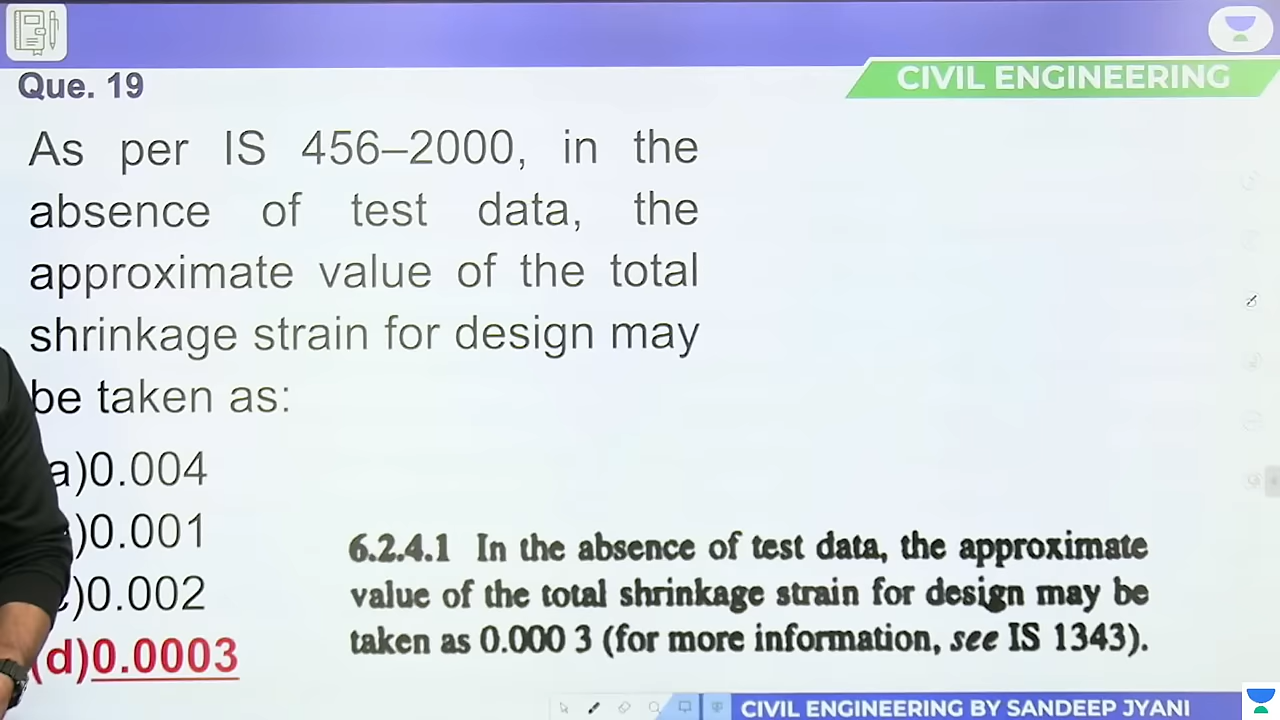 Que. 19
CIVIL ENGINEERING
As per IS 456–2000, in the
absence of test data, the
approximate value of the total
shrinkage strain for design may
be taken as:
a)0.004
)0.001
)0.002
(d)0.0003
6.2.4.1 In the absence of test data, the approximate
value of the total shrinkage strain for design may be
taken as 0.000 3 (for more information, see IS 1343).
CIVIL ENGINEERING BY SANDEEP JYANI